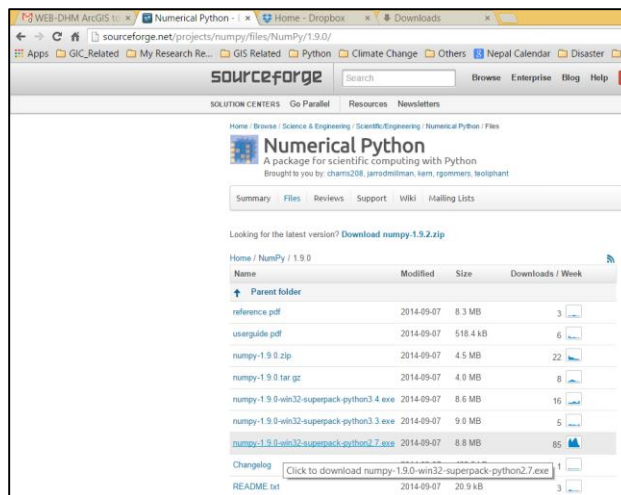 WEB-DHM ArcGIS to
Numerical Python -
Home - Dropbox
Downloads
sourceforge.net/projects/numpy/files/NumPy/1.9.0/
Apps GIC_Related My Research Re... GIS Related Python Climate Change Others Nepal Calendar Disaster
sourceforge Search Browse Enterprise Blog Help
SOLUTION CENTERS Go Parallel Resources Newsletters
Home / Browse / Science & Engineering / Scientific/Engineering / Numerical Python / Files
Numerical Python
A package for scientific computing with Python
Brought to you by: charris208, jarrodmillman, kern, rgommers, teoliphant
Summary Files Reviews Support Wiki Mailing Lists
Looking for the latest version? Download numpy-1.9.2.zip
Home / NumPy / 1.9.0
Name Modified Size Downloads / Week
Parent folder
reference.pdf 2014-09-07 8.3 MB 3
userguide.pdf 2014-09-07 518.4 kB 6
numpy-1.9.0.zip 2014-09-07 4.5 MB 22
numpy-1.9.0.tar.gz 2014-09-07 4.0 MB 8
numpy-1.9.0-win32-superpack-python3.4.exe 2014-09-07 8.6 MB 16
numpy-1.9.0-win32-superpack-python3.3.exe 2014-09-07 9.0 MB 5
numpy-1.9.0-win32-superpack-python2.7.exe 2014-09-07 8.8 MB 85
Changelog 1
Click to download numpy-1.9.0-win32-superpack-python2.7.exe
README.txt 2014-09-07 20.9 kB 3